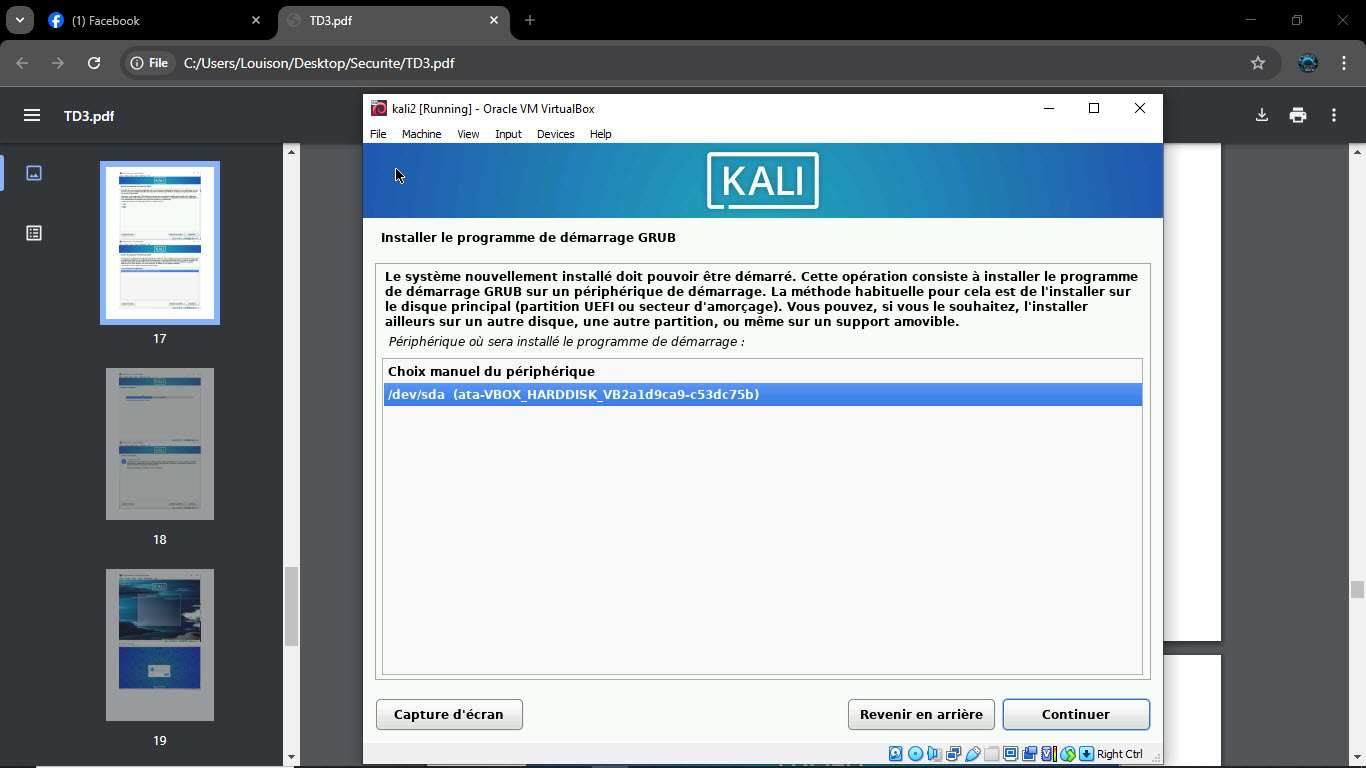 (1) Facebook
TD3.pdf
File
C:/Users/Louison/Desktop/Securite/TD3.pdf
TD3.pdf
17
18
19
kali2 [Running] - Oracle VM VirtualBox
File Machine View Input Devices Help
KALI
Installer le programme de démarrage GRUB
Le système nouvellement installé doit pouvoir être démarré. Cette opération consiste à installer le programme
de démarrage GRUB sur un périphérique de démarrage. La méthode habituelle pour cela est de l'installer sur
le disque principal (partition UEFI ou secteur d'amorçage). Vous pouvez, si vous le souhaitez, l'installer
ailleurs sur un autre disque, une autre partition, ou même sur un support amovible.
Périphérique où sera installé le programme de démarrage :
Choix manuel du périphérique
/dev/sda (ata-VBOX_HARDDISK_VB2a1d9ca9-c53dc75b)
Capture d'écran
Revenir en arrière
Continuer
Right Ctrl